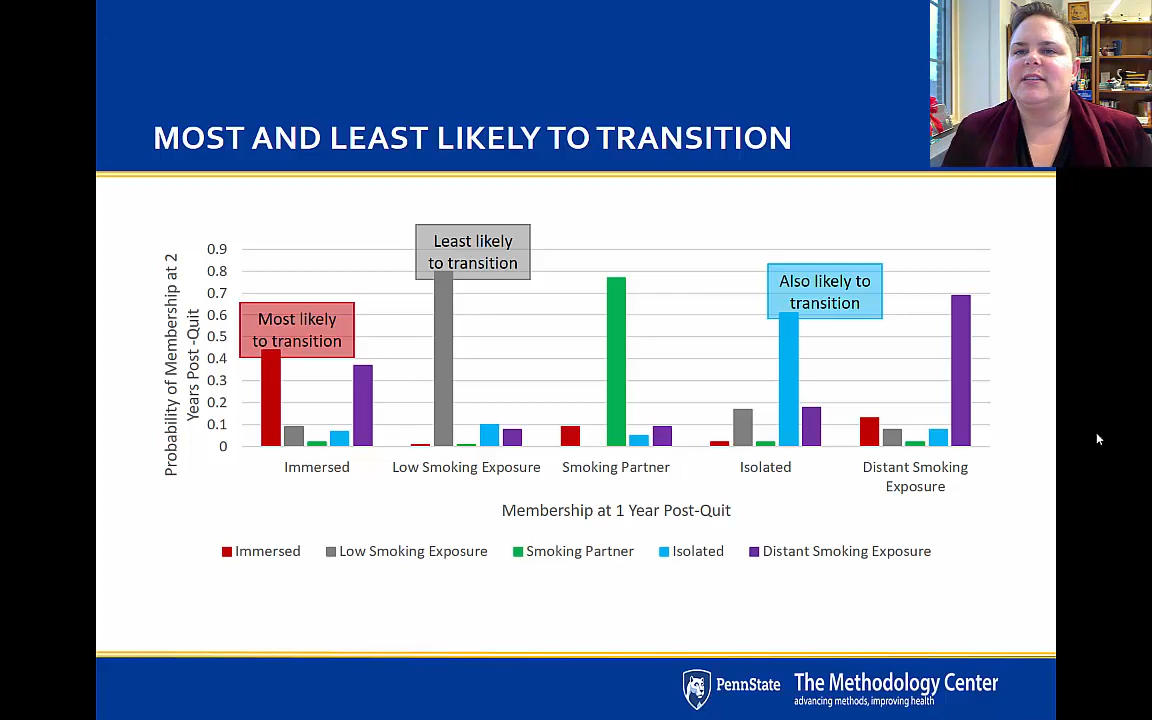 MOST AND LEAST LIKELY TO TRANSITION
Probability of Membership at 2
Years Post -Quit
0.9
0.8
0.7
0.6
0.5
0.4
0.3
0.2
0.1
0
Most likely
to transition
Least likely
to transition
Also likely to
transition
Immersed
Low Smoking Exposure
Smoking Partner
Isolated
Distant Smoking
Exposure
Membership at 1 Year Post-Quit
Immersed
Low Smoking Exposure
Smoking Partner
Isolated
Distant Smoking Exposure
PennState
The Methodology Center
advancing methods, improving health